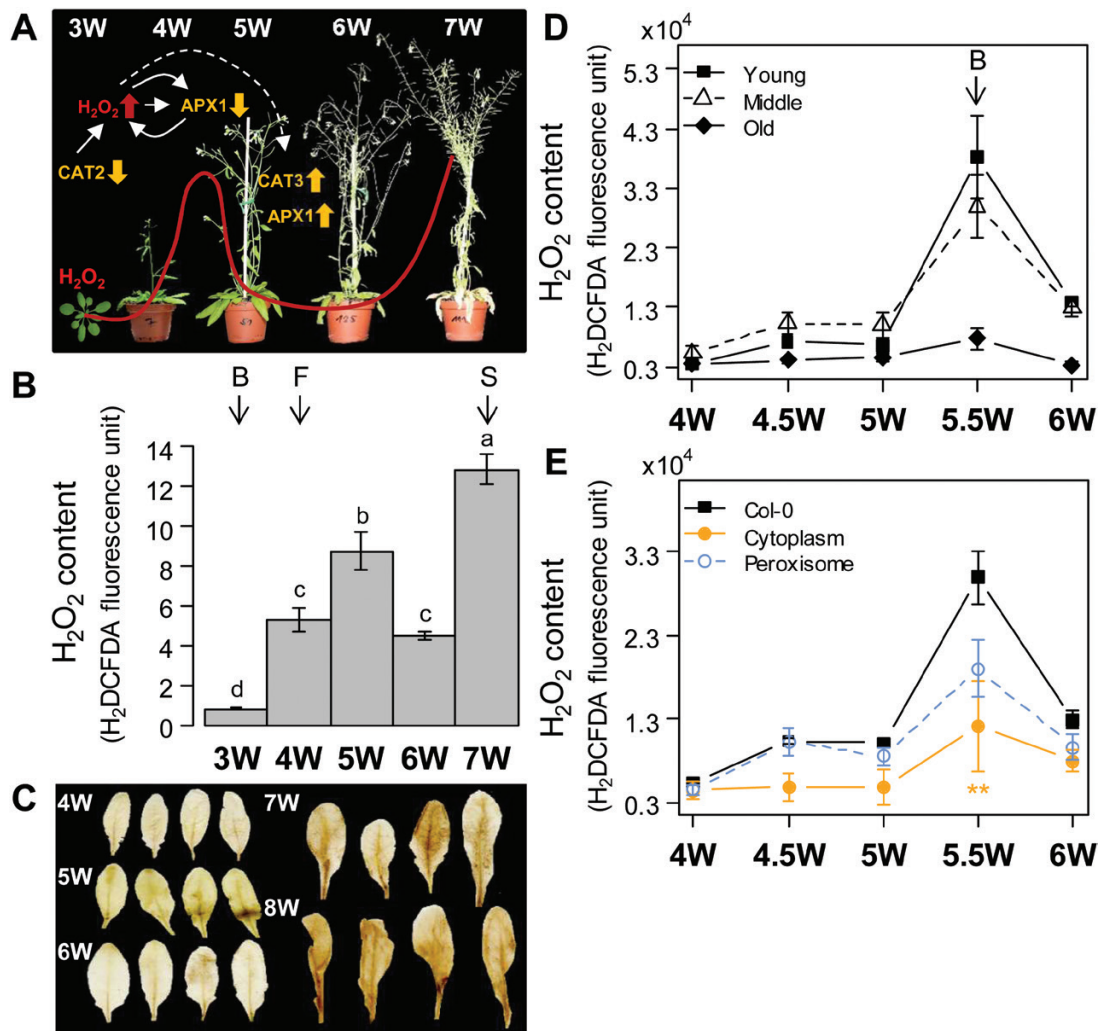 A
3W 4W 5W 6W 7W
H₂O₂ APX1
CAT2
CAT3
APX1
H₂O₂
B
B F S
H₂O₂ content
(H₂DCFDA fluorescence unit)
14
12
10
8
6
4
2
0
d c b c a
3W 4W 5W 6W 7W
C
4W
5W
6W
7W
8W
D
x10⁴
H₂O₂ content
(H₂DCFDA fluorescence unit)
5.3
4.3
3.3
2.3
1.3
0.3
Young
Middle
Old
B
4W 4.5W 5W 5.5W 6W
E
x10⁴
H₂O₂ content
(H₂DCFDA fluorescence unit)
3.3
2.3
1.3
0.3
Col-0
Cytoplasm
Peroxisome
**
4W 4.5W 5W 5.5W 6W